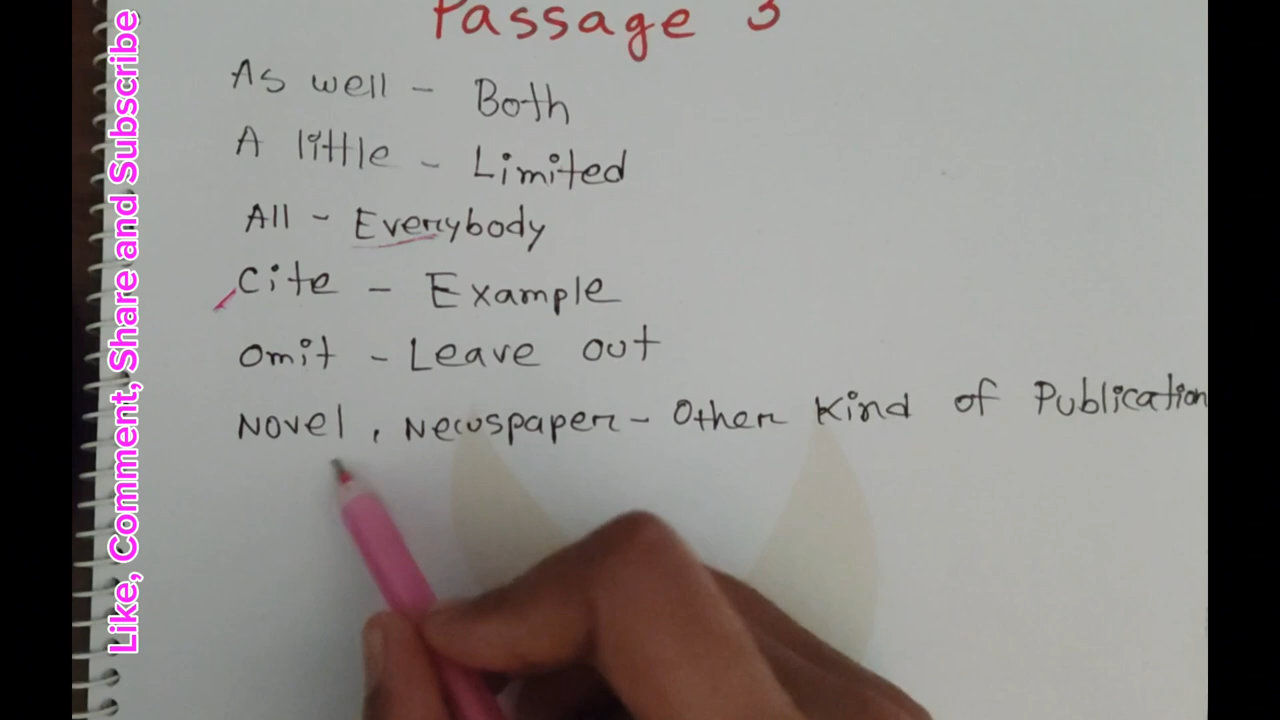 Passage 3
As well - Both
A little - Limited
All - Everybody
Cite - Example
Omit - Leave out
Novel, Newspaper - Other Kind of Publication
Like, Comment, Share and Subscribe